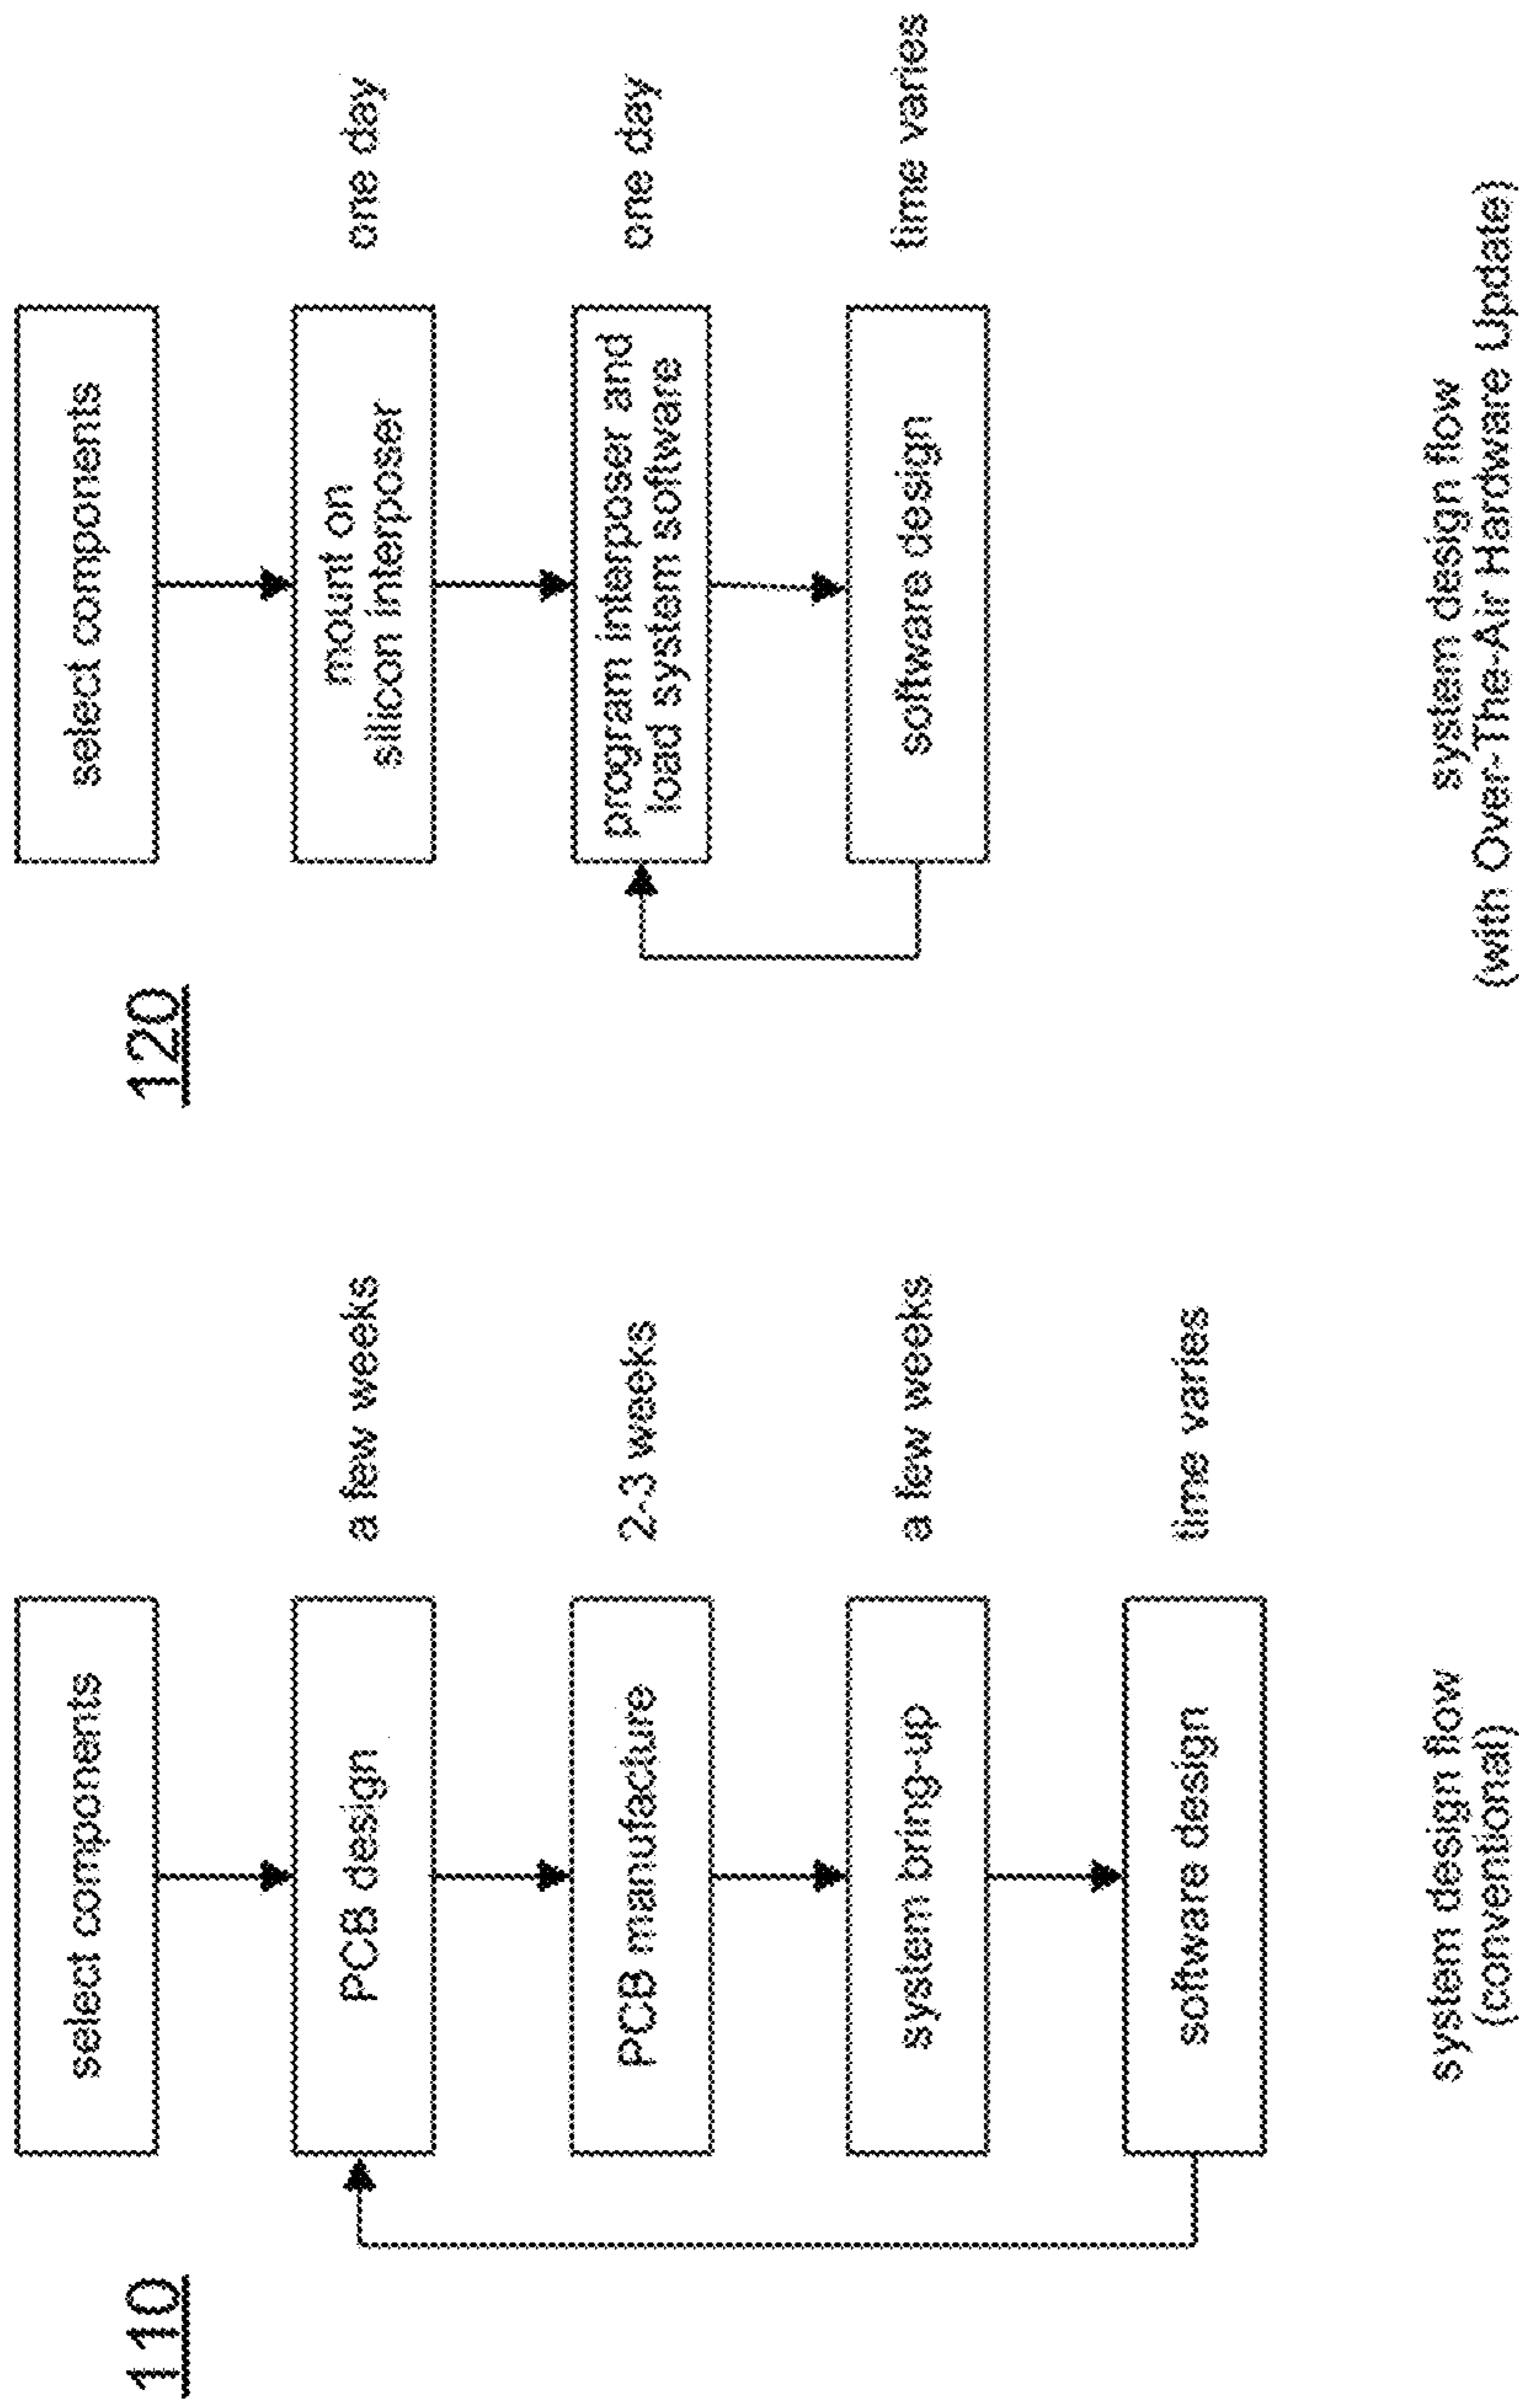 110
select components
PCB design
a few weeks
PCB manufacture
2-3 weeks
system bring-up
a few weeks
software design
time varies
system design flow
(conventional)
120
select components
mount on
silicon interposer
one day
program interposer and
load system software
one day
software design
time varies
system design flow
(with Over-The-Air Hardware Update)